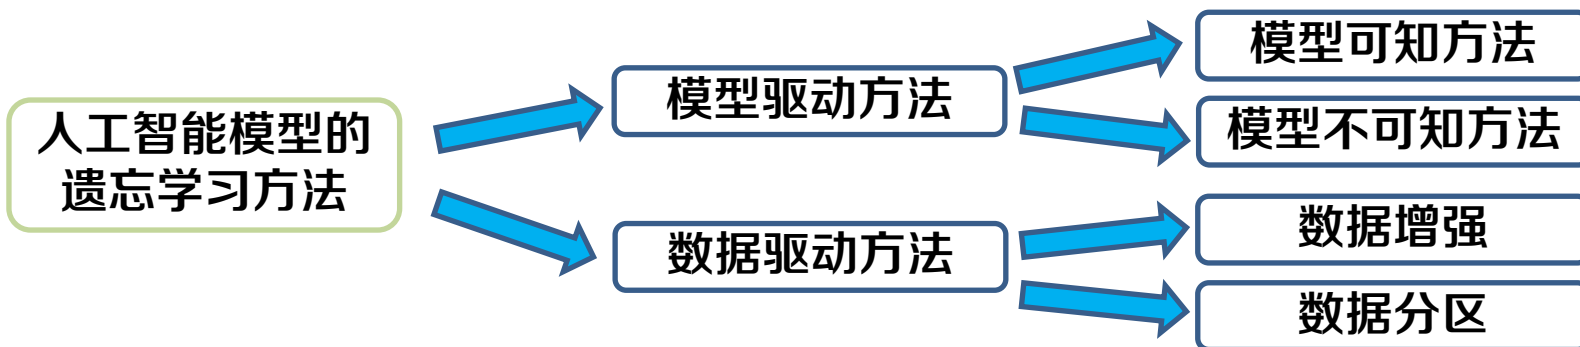 人工智能模型的
遗忘学习方法
模型驱动方法
数据驱动方法
模型可知方法
模型不可知方法
数据增强
数据分区